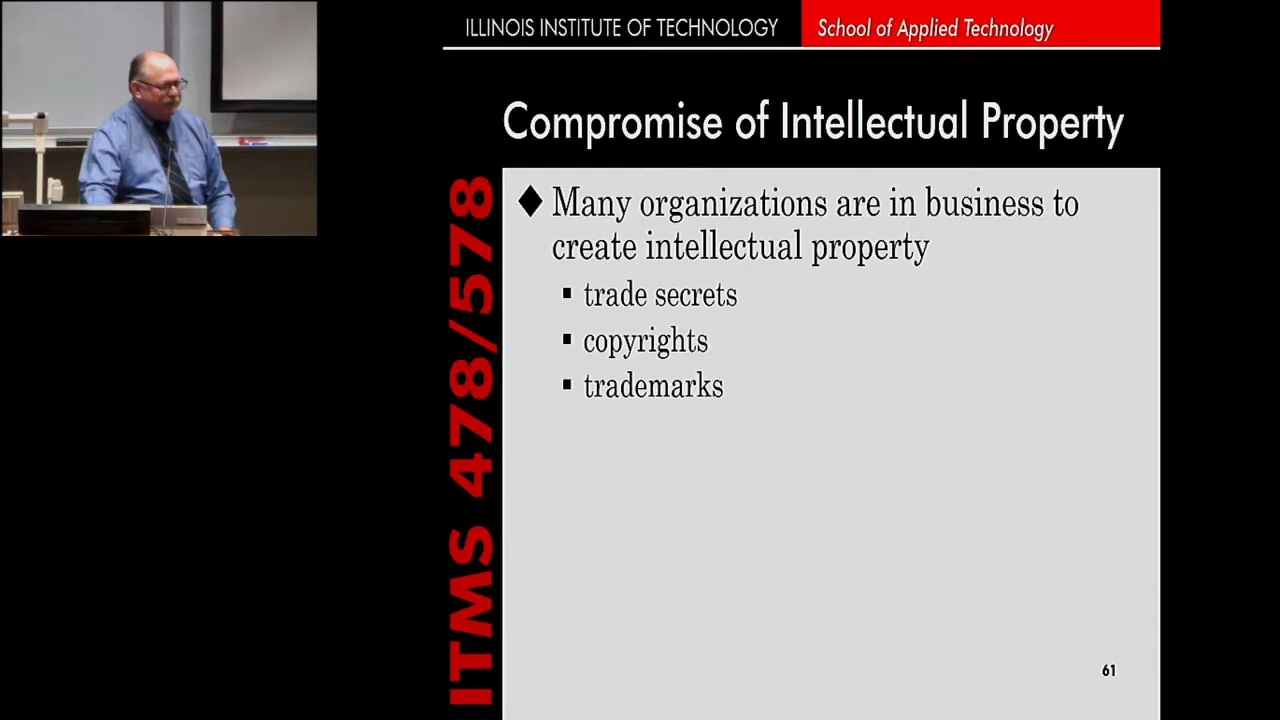 ILLINOIS INSTITUTE OF TECHNOLOGY School of Applied Technology
Compromise of Intellectual Property
ITMS 478/578
♦ Many organizations are in business to
create intellectual property
▪ trade secrets
▪ copyrights
▪ trademarks
61